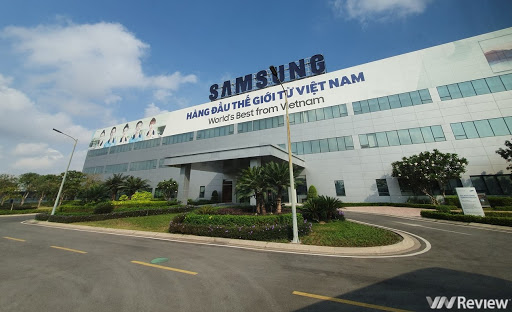 SAMSUNG
HÀNG ĐẦU THẾ GIỚI TỪ VIỆT NAM
World's Best from Vietnam
VNReview